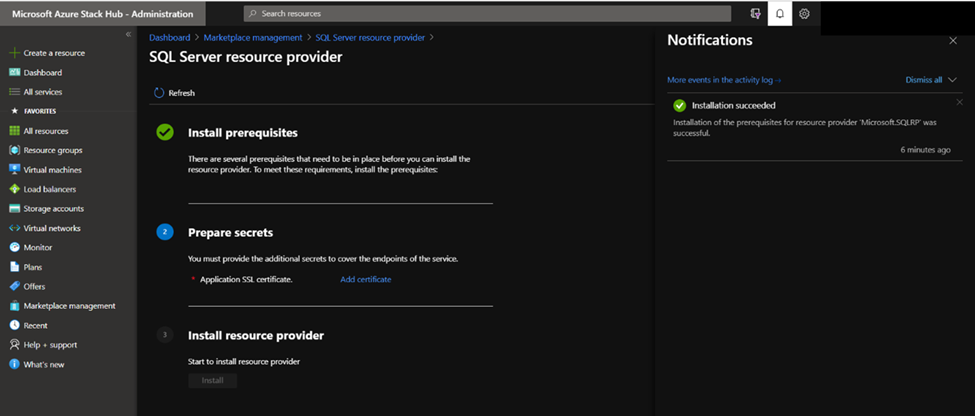 Microsoft Azure Stack Hub - Administration
Search resources
«
Create a resource
Dashboard
All services
FAVORITES
All resources
Resource groups
Virtual machines
Load balancers
Storage accounts
Virtual networks
Monitor
Plans
Offers
Marketplace management
Recent
Help + support
What's new
Dashboard > Marketplace management > SQL Server resource provider >
SQL Server resource provider
Refresh
Install prerequisites
There are several prerequisites that need to be in place before you can install the
resource provider. To meet these requirements, install the prerequisites:
2 Prepare secrets
You must provide the additional secrets to cover the endpoints of the service.
* Application SSL certificate. Add certificate
3 Install resource provider
Start to install resource provider
Install
Notifications
More events in the activity log→ Dismiss all
Installation succeeded
Installation of the prerequisites for resource provider 'Microsoft.SQLRP' was
successful.
6 minutes ago